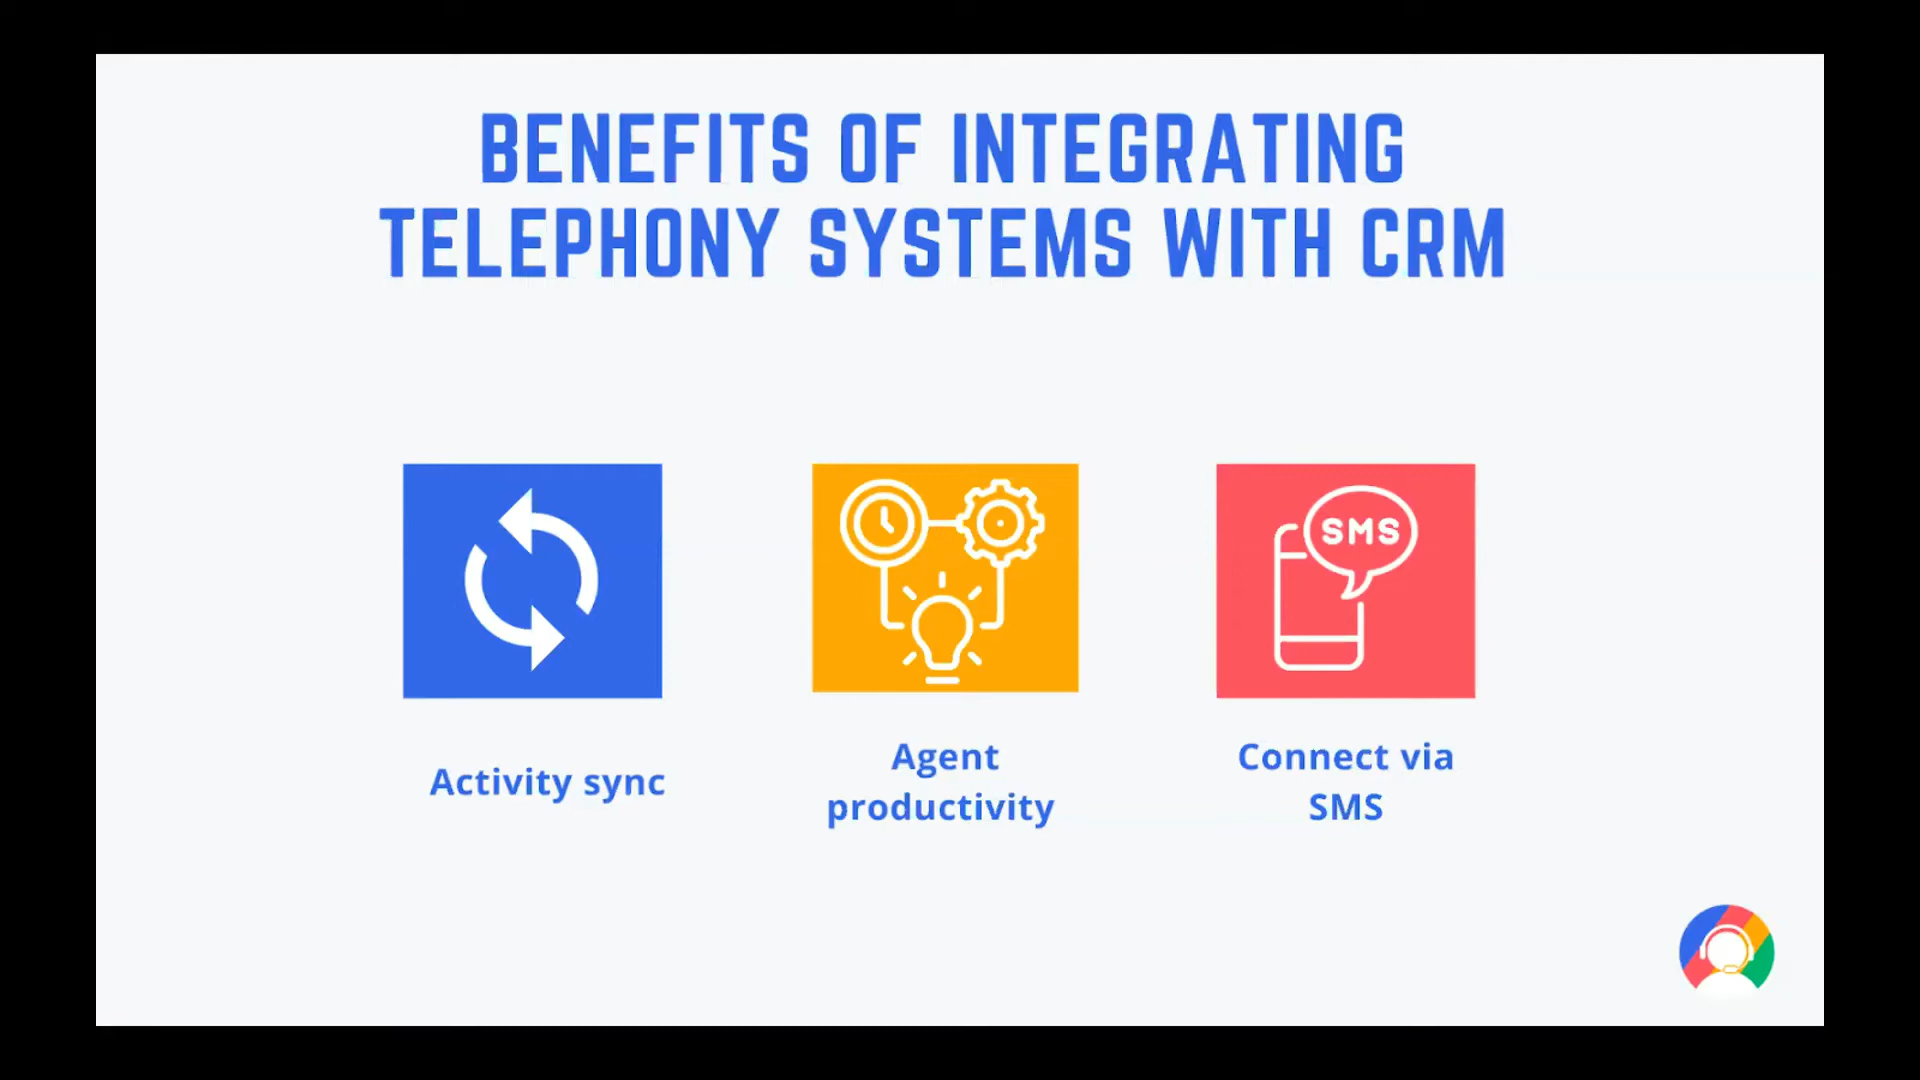 BENEFITS OF INTEGRATING
TELEPHONY SYSTEMS WITH CRM
SMS
Activity sync
Agent
productivity
Connect via
SMS